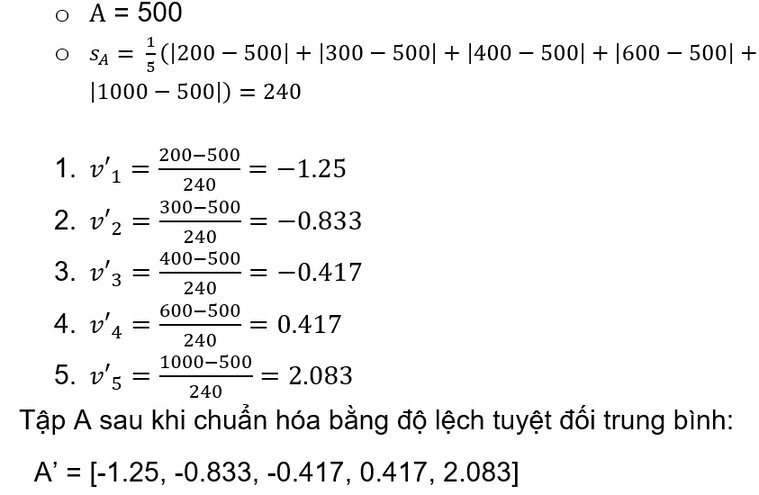 ○ A = 500
○ s_A = 1/5 (|200 − 500| + |300 − 500| + |400 − 500| + |600 − 500| +
|1000 − 500|) = 240
1. v′_1 = (200−500)/240 = −1.25
2. v′_2 = (300−500)/240 = −0.833
3. v′_3 = (400−500)/240 = −0.417
4. v′_4 = (600−500)/240 = 0.417
5. v′_5 = (1000−500)/240 = 2.083
Tập A sau khi chuẩn hóa bằng độ lệch tuyệt đối trung bình:
A’ = [-1.25, -0.833, -0.417, 0.417, 2.083]